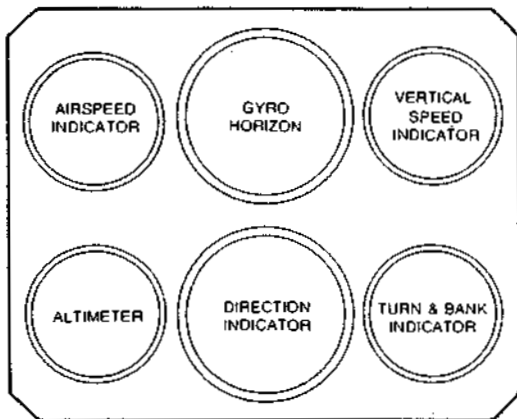 AIRSPEED
INDICATOR
GYRO
HORIZON
VERTICAL
SPEED
INDICATOR
ALTIMETER
DIRECTION
INDICATOR
TURN & BANK
INDICATOR